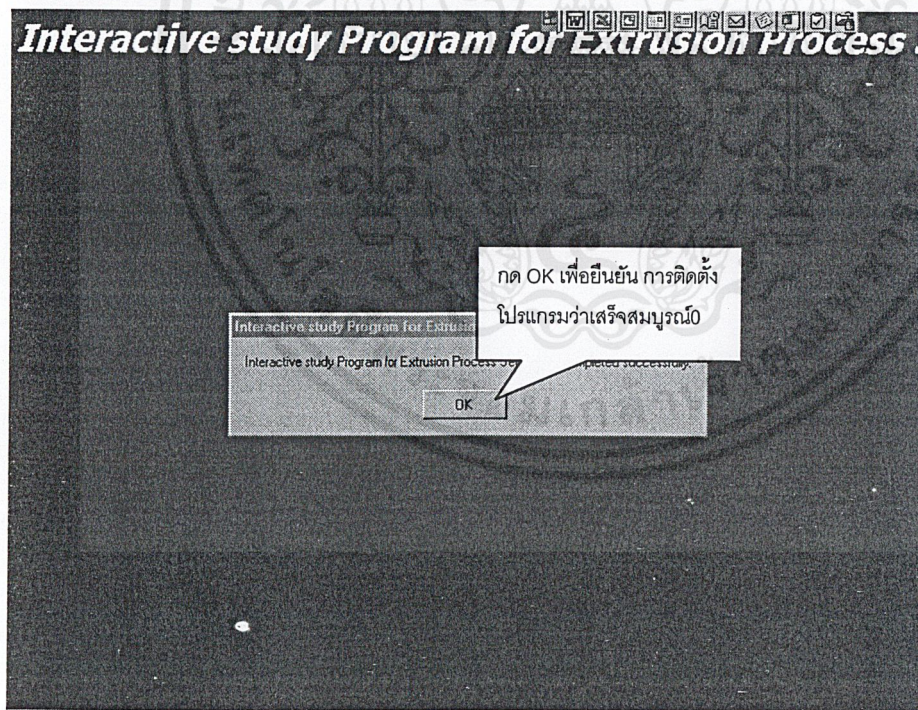 Interactive study Program for Extrusion Process
กด OK เพื่อยืนยัน การติดตั้ง
โปรแกรมว่าเสร็จสมบูรณ์0
Interactive study Program for Extrusio
Interactive study Program for Extrusion Process completed successfully.
OK